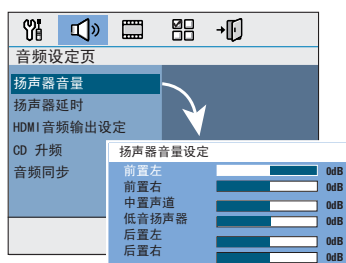 音频设定页
扬声器音量
扬声器延时
HDMI音频输出设定
CD 升频
音频同步
扬声器音量设定
前置左 0dB
前置右 0dB
中置声道 0dB
低音扬声器 0dB
后置左 0dB
后置右 0dB